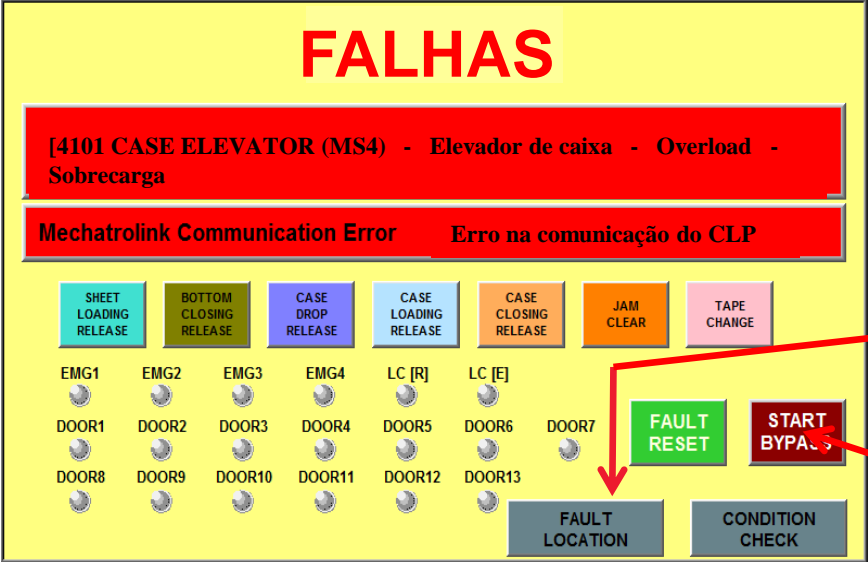 FALHAS
[4101 CASE ELEVATOR (MS4) - Elevador de caixa - Overload -
Sobrecarga
Mechatrolink Communication Error Erro na comunicação do CLP
SHEET
LOADING
RELEASE
BOTTOM
CLOSING
RELEASE
CASE
DROP
RELEASE
CASE
LOADING
RELEASE
CASE
CLOSING
RELEASE
JAM
CLEAR
TAPE
CHANGE
EMG1 EMG2 EMG3 EMG4 LC [R] LC [E]
DOOR1 DOOR2 DOOR3 DOOR4 DOOR5 DOOR6 DOOR7
FAULT
RESET
START
BYPASS
DOOR8 DOOR9 DOOR10 DOOR11 DOOR12 DOOR13
FAULT
LOCATION
CONDITION
CHECK